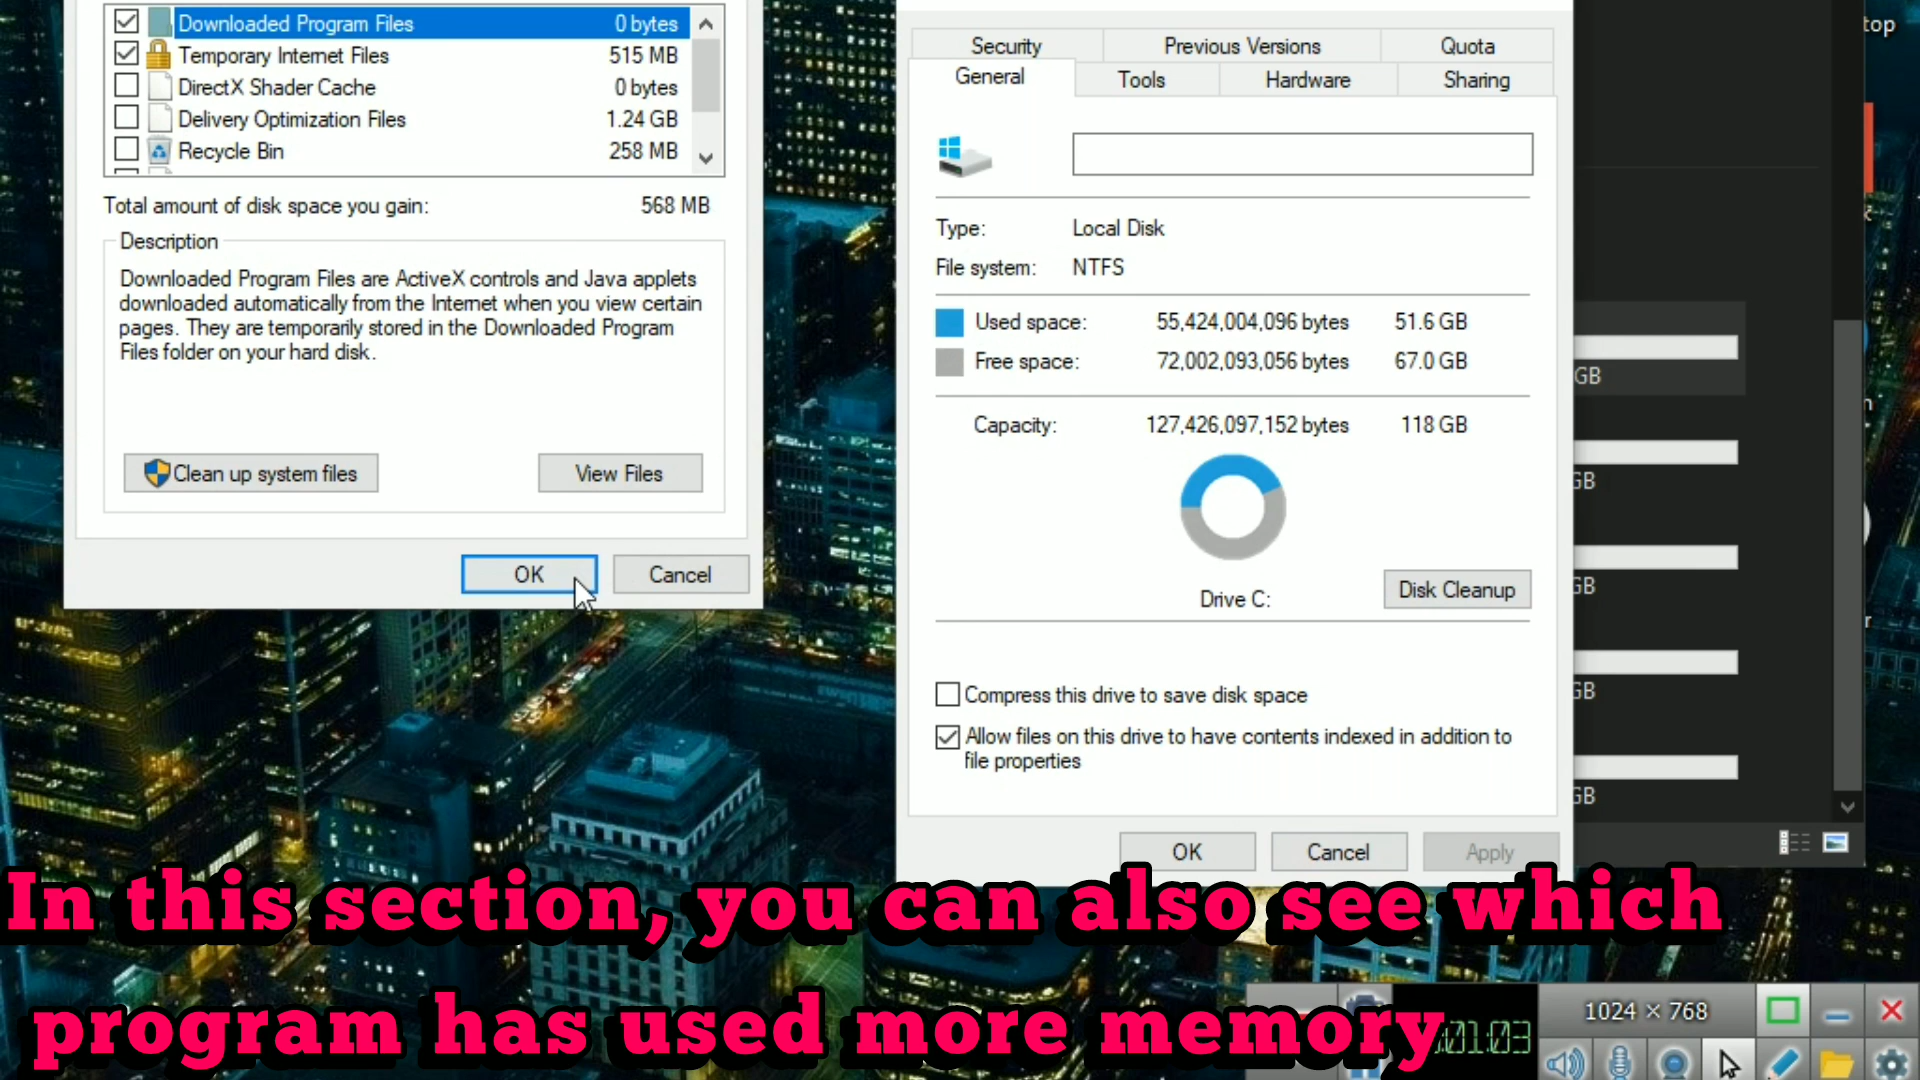 Downloaded Program Files 0 bytes
Temporary Internet Files 515 MB
DirectX Shader Cache 0 bytes
Delivery Optimization Files 1.24 GB
Recycle Bin 258 MB
Total amount of disk space you gain: 568 MB
Description
Downloaded Program Files are ActiveX controls and Java applets
downloaded automatically from the Internet when you view certain
pages. They are temporarily stored in the Downloaded Program
Files folder on your hard disk.
Clean up system files
View Files
OK
Cancel
Security
Previous Versions
Quota
General
Tools
Hardware
Sharing
Type: Local Disk
File system: NTFS
Used space: 55,424,004,096 bytes 51.6 GB
Free space: 72,002,093,056 bytes 67.0 GB
Capacity: 127,426,097,152 bytes 118 GB
Drive C:
Disk Cleanup
Compress this drive to save disk space
Allow files on this drive to have contents indexed in addition to
file properties
OK
Cancel
Apply
top
GB
GB
GB
GB
GB
In this section, you can also see which
program has used more memory
:01:03
1024 × 768